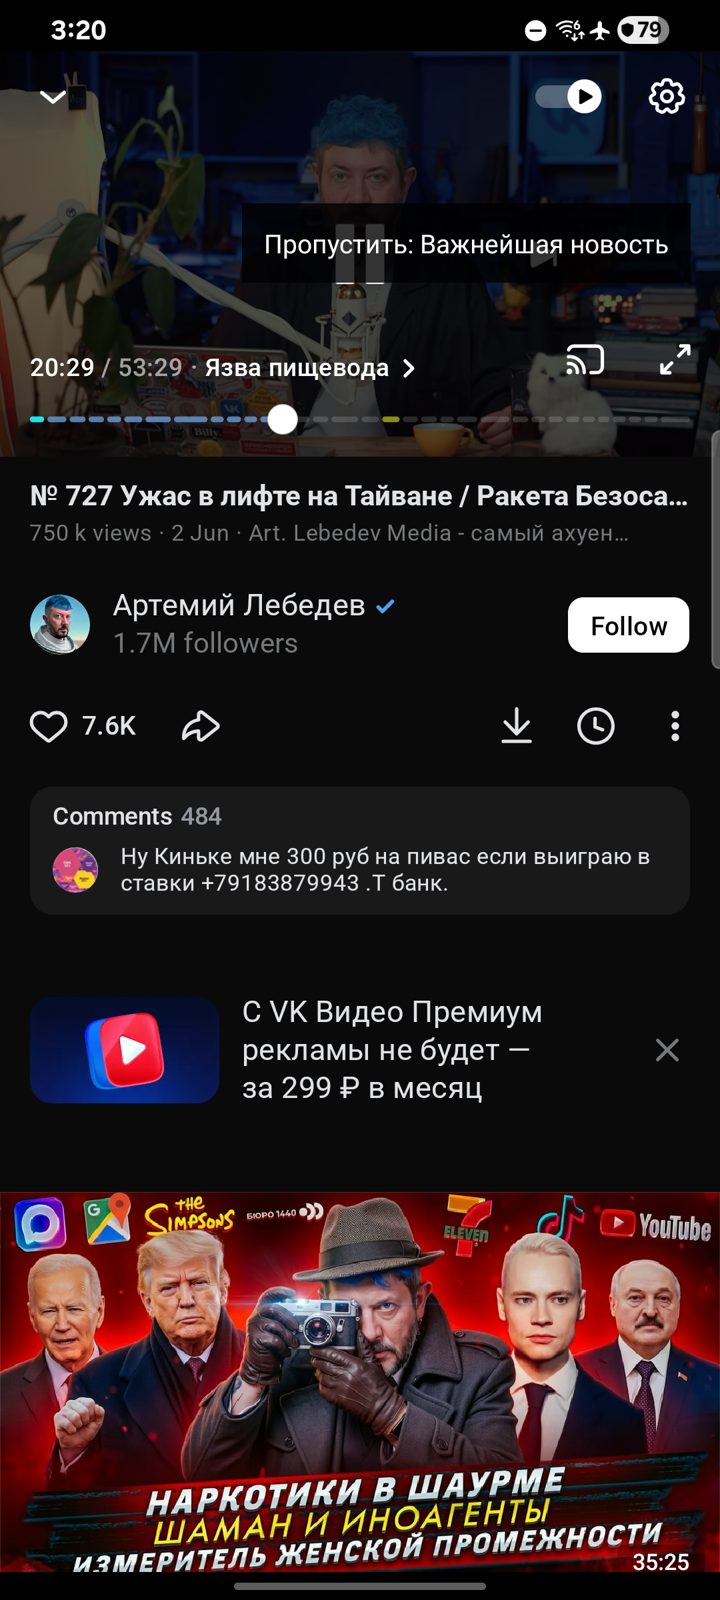 3:20
79
Пропустить: Важнейшая новость
20:29 / 53:29 · Язва пищевода
Billy.
№ 727 Ужас в лифте на Тайване / Ракета Безоса…
750 k views · 2 Jun · Art. Lebedev Media - самый ахуен…
Артемий Лебедев
1.7M followers
Follow
7.6K
Comments 484
Ну Киньке мне 300 руб на пивас если выиграю в
ставки +79183879943 .Т банк.
С VK Видео Премиум
рекламы не будет —
за 299 ₽ в месяц
G
THE
SIMPSONS
БЮРО 1440
7
ELEVEN
YouTube
НАРКОТИКИ В ШАУРМЕ
ШАМАН И ИНОАГЕНТЫ
ИЗМЕРИТЕЛЬ ЖЕНСКОЙ ПРОМЕЖНОСТИ
35:25